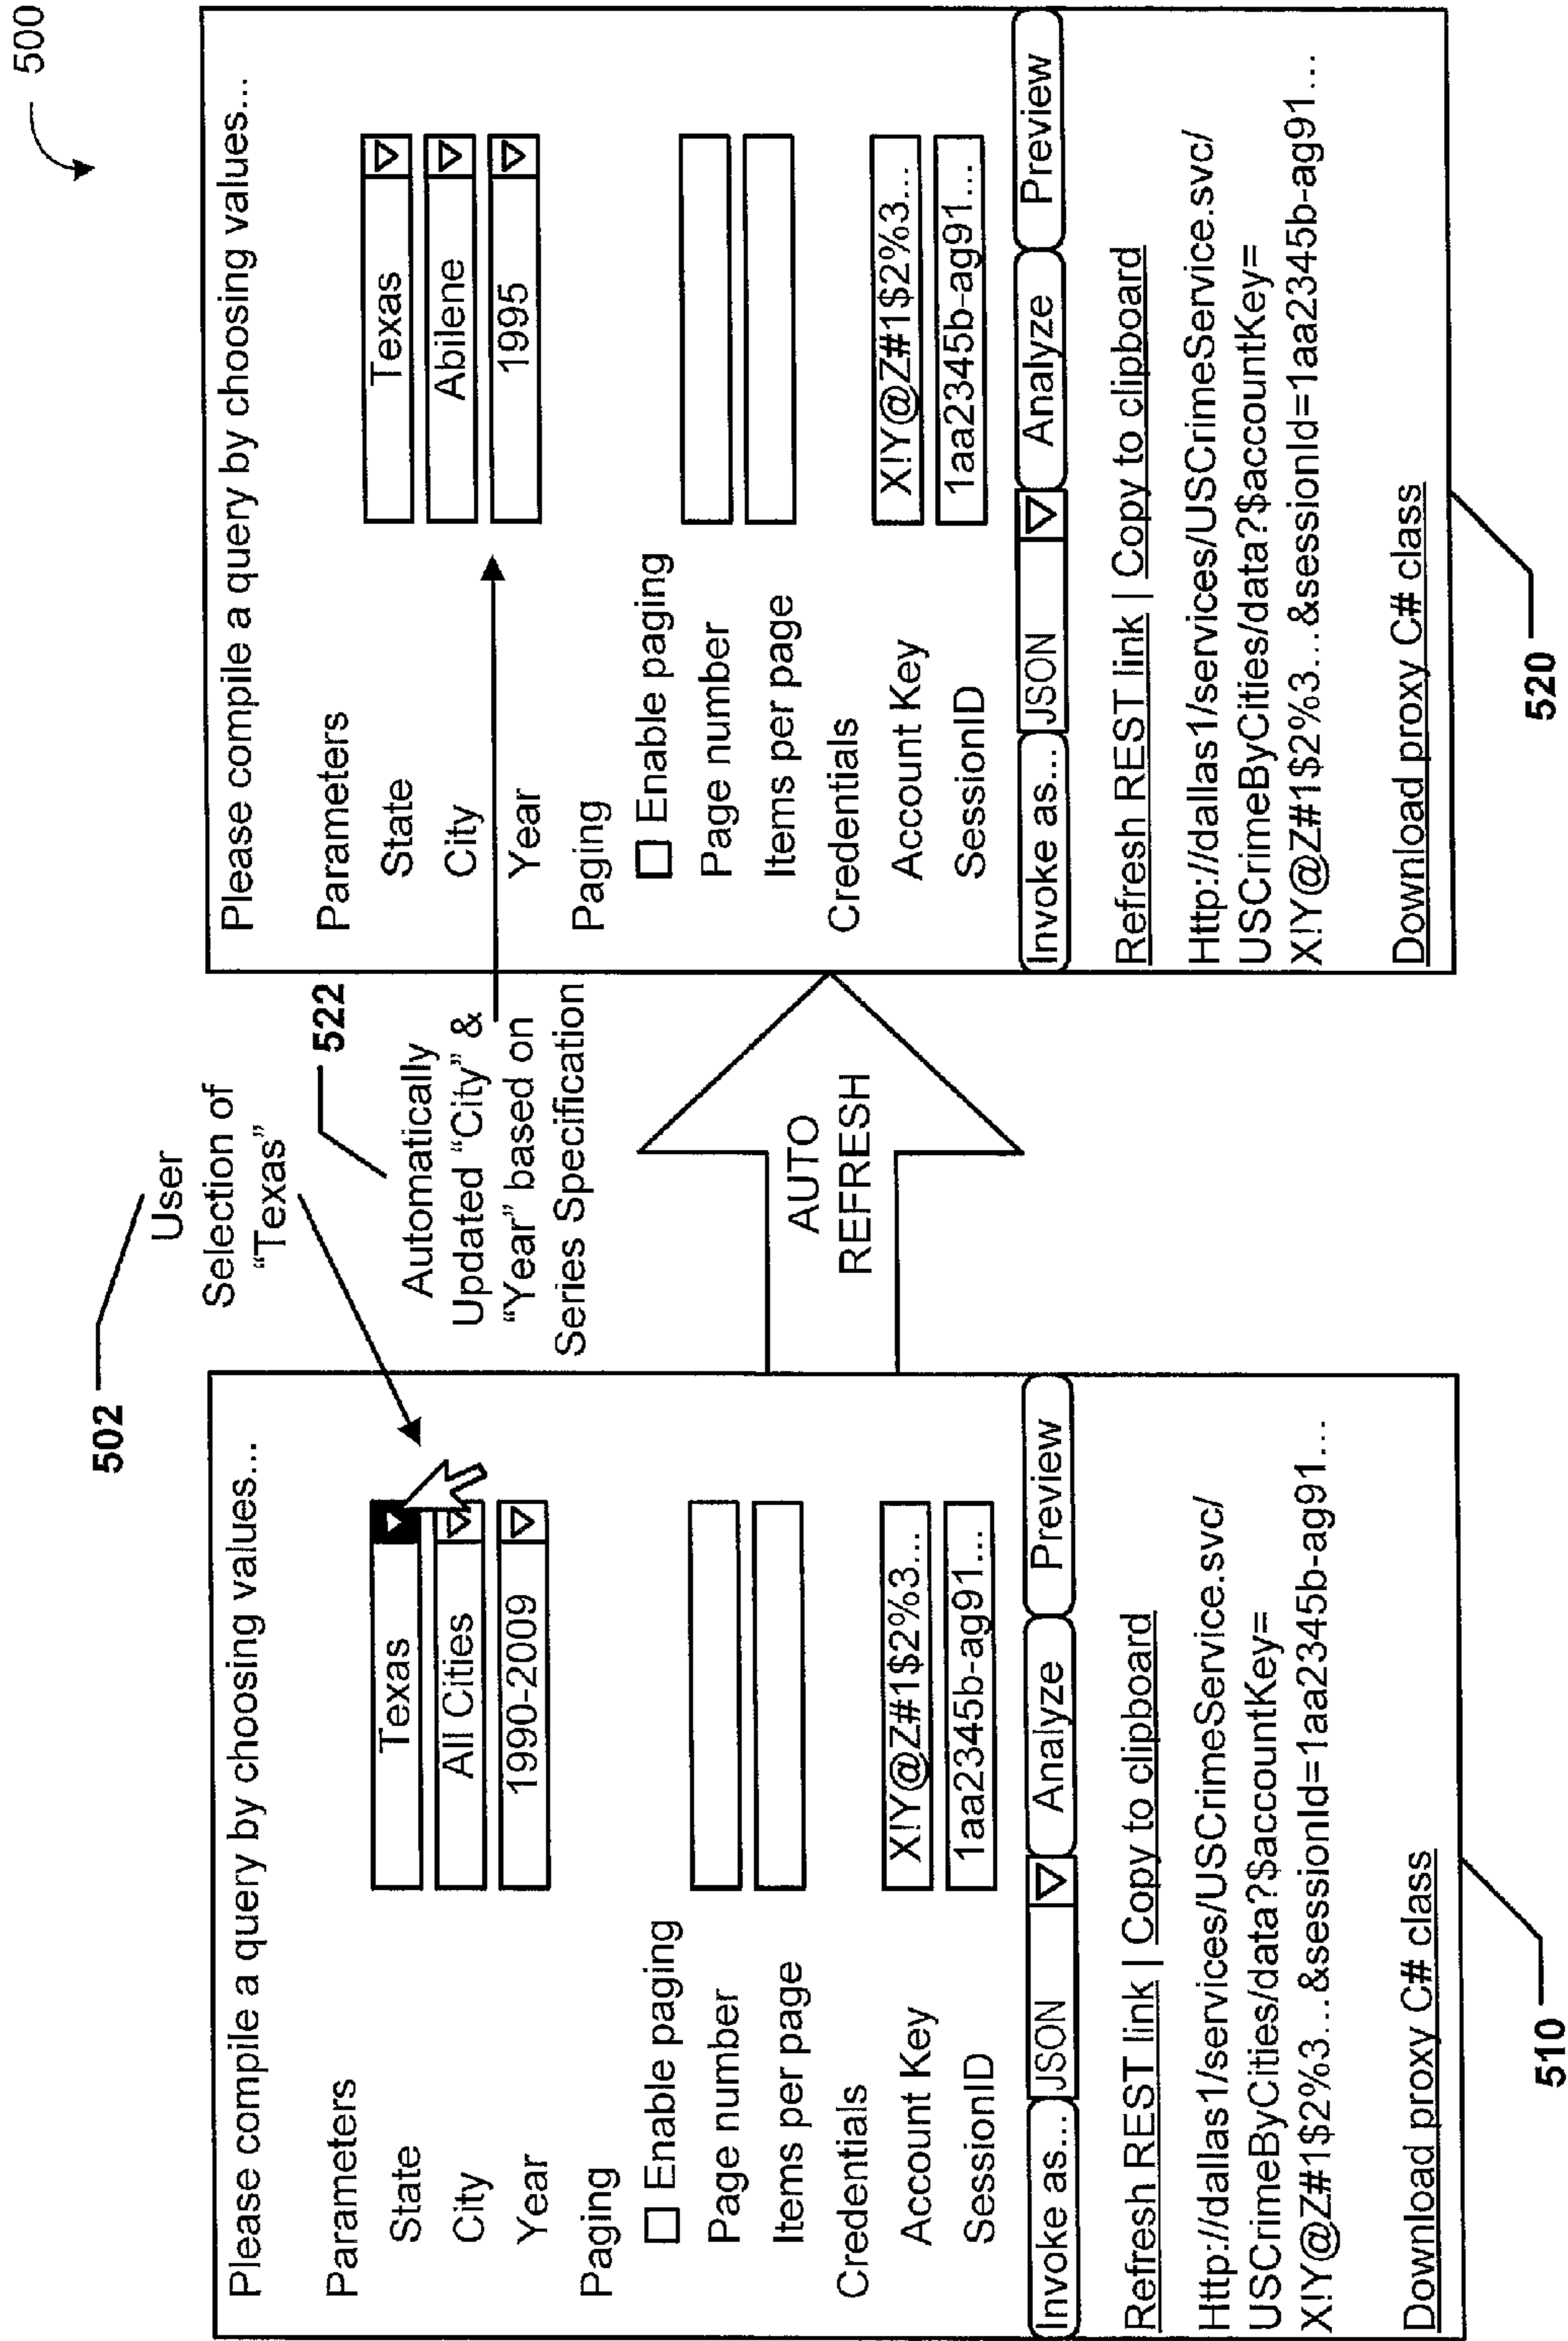 500
502
User
Selection of
“Texas”
522
Automatically
Updated “City” &
“Year” based on
Series Specification
AUTO
REFRESH
Please compile a query by choosing values...
Parameters
State Texas
City All Cities
Year 1990-2009
Paging
Enable paging
Page number
Items per page
Credentials
Account Key X!Y@Z#1$2%3...
SessionID 1aa2345b-ag91...
Invoke as... JSON Analyze Preview
Refresh REST link | Copy to clipboard
Http://dallas1/services/USCrimeService.svc/
USCrimeByCities/data?$accountKey=
X!Y@Z#1$2%3...&sessionId=1aa2345b-ag91...
Download proxy C# class
510
Please compile a query by choosing values...
Parameters
State Texas
City Abilene
Year 1995
Paging
Enable paging
Page number
Items per page
Credentials
Account Key X!Y@Z#1$2%3...
SessionID 1aa2345b-ag91...
Invoke as... JSON Analyze Preview
Refresh REST link | Copy to clipboard
Http://dallas1/services/USCrimeService.svc/
USCrimeByCities/data?$accountKey=
X!Y@Z#1$2%3...&sessionId=1aa2345b-ag91...
Download proxy C# class
520